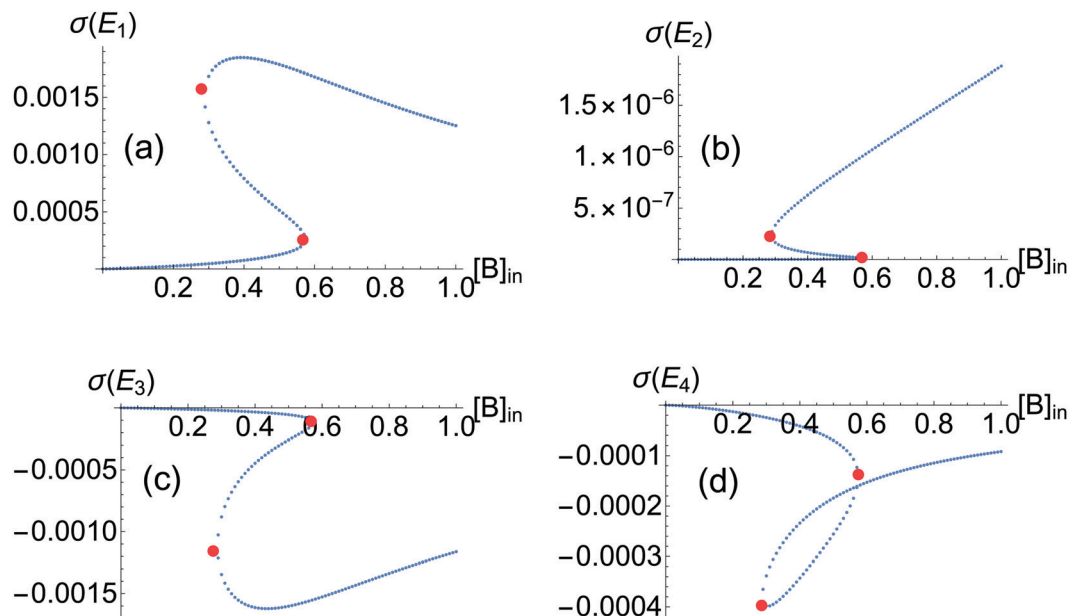 σ(E₁)
0.0015
0.0010
0.0005
(a)
0.2 0.4 0.6 0.8 1.0
[B]in
σ(E₂)
1.5 × 10⁻⁶
1. × 10⁻⁶
5. × 10⁻⁷
(b)
0.2 0.4 0.6 0.8 1.0
[B]in
σ(E₃)
[B]in
0.2 0.4 0.6 0.8 1.0
−0.0005
−0.0010
−0.0015
(c)
σ(E₄)
[B]in
0.2 0.4 0.6 0.8 1.0
−0.0001
−0.0002
−0.0003
−0.0004
(d)